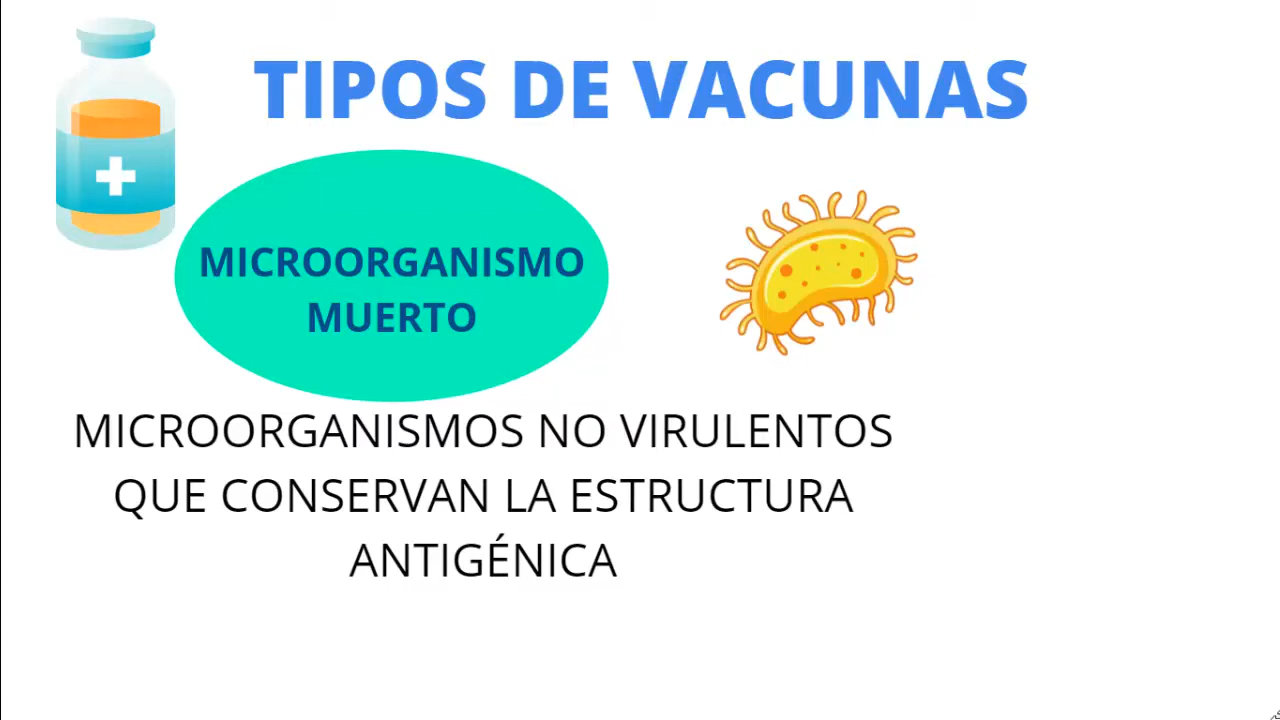 TIPOS DE VACUNAS
MICROORGANISMO
MUERTO
MICROORGANISMOS NO VIRULENTOS
QUE CONSERVAN LA ESTRUCTURA
ANTIGÉNICA